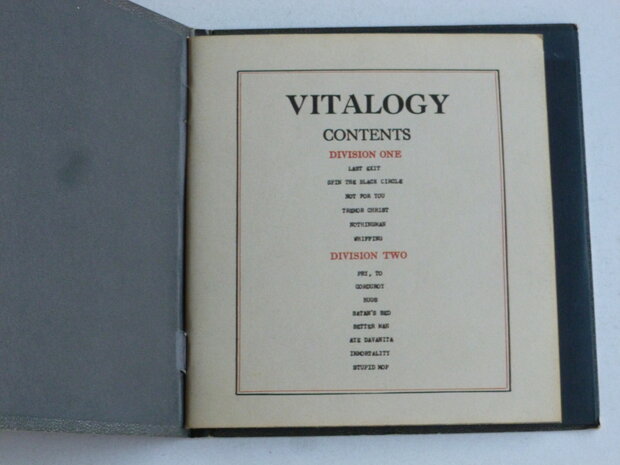 VITALOGY
CONTENTS
DIVISION ONE
LAST EXIT
SPIN THE BLACK CIRCLE
NOT FOR YOU
TREMOR CHRIST
NOTHINGMAN
WHIPPING
DIVISION TWO
PRY, TO
CORDUROY
BUGS
SATAN'S BED
BETTER MAN
AYE DAVANITA
IMMORTALITY
STUPID MOP